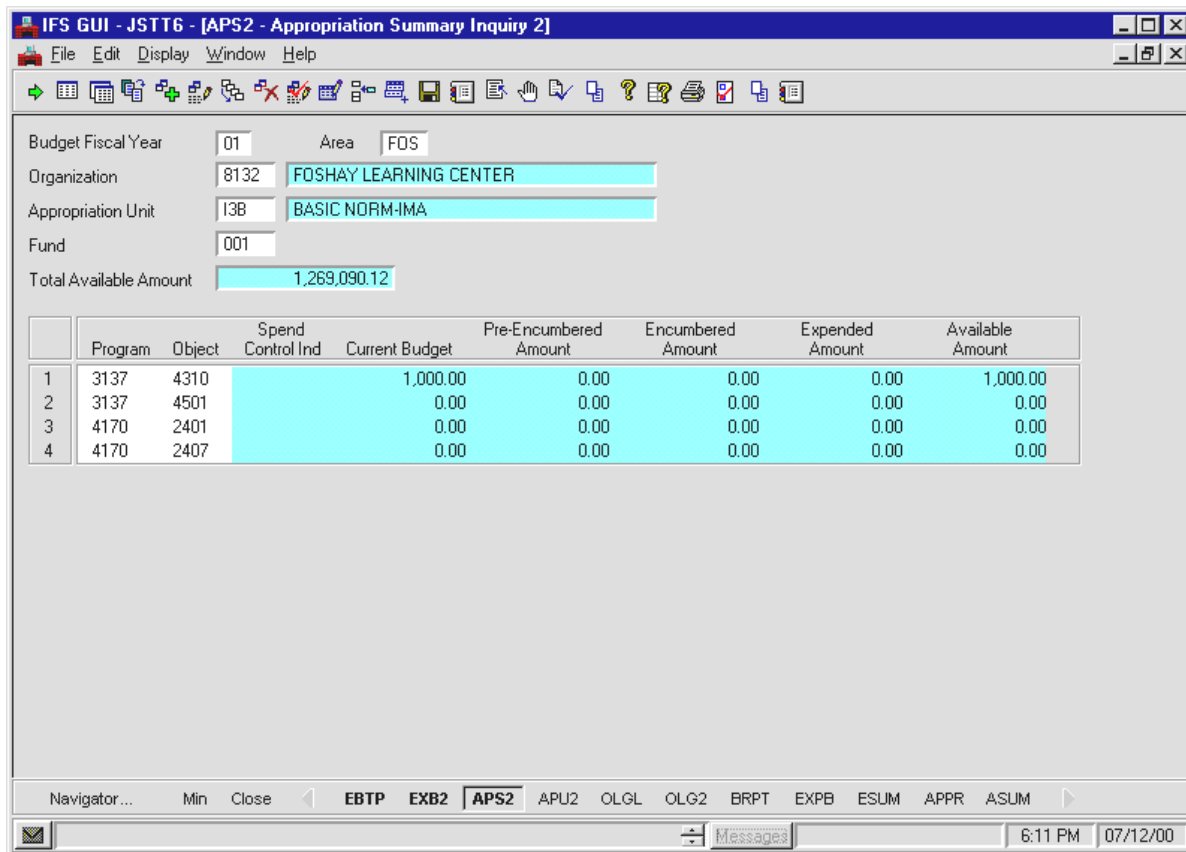 IFS GUI - JSTT6 - [APS2 - Appropriation Summary Inquiry 2]
File Edit Display Window Help
Budget Fiscal Year 01 Area FOS
Organization 8132 FOSHAY LEARNING CENTER
Appropriation Unit I3B BASIC NORM-IMA
Fund 001
Total Available Amount 1,269,090.12
Spend Pre-Encumbered Encumbered Expended Available
Program Object Control Ind Current Budget Amount Amount Amount Amount
1 3137 4310 1,000.00 0.00 0.00 0.00 1,000.00
2 3137 4501 0.00 0.00 0.00 0.00 0.00
3 4170 2401 0.00 0.00 0.00 0.00 0.00
4 4170 2407 0.00 0.00 0.00 0.00 0.00
Navigator... Min Close EBTP EXB2 APS2 APU2 OLGL OLG2 BRPT EXPB ESUM APPR ASUM
Messages 6:11 PM 07/12/00